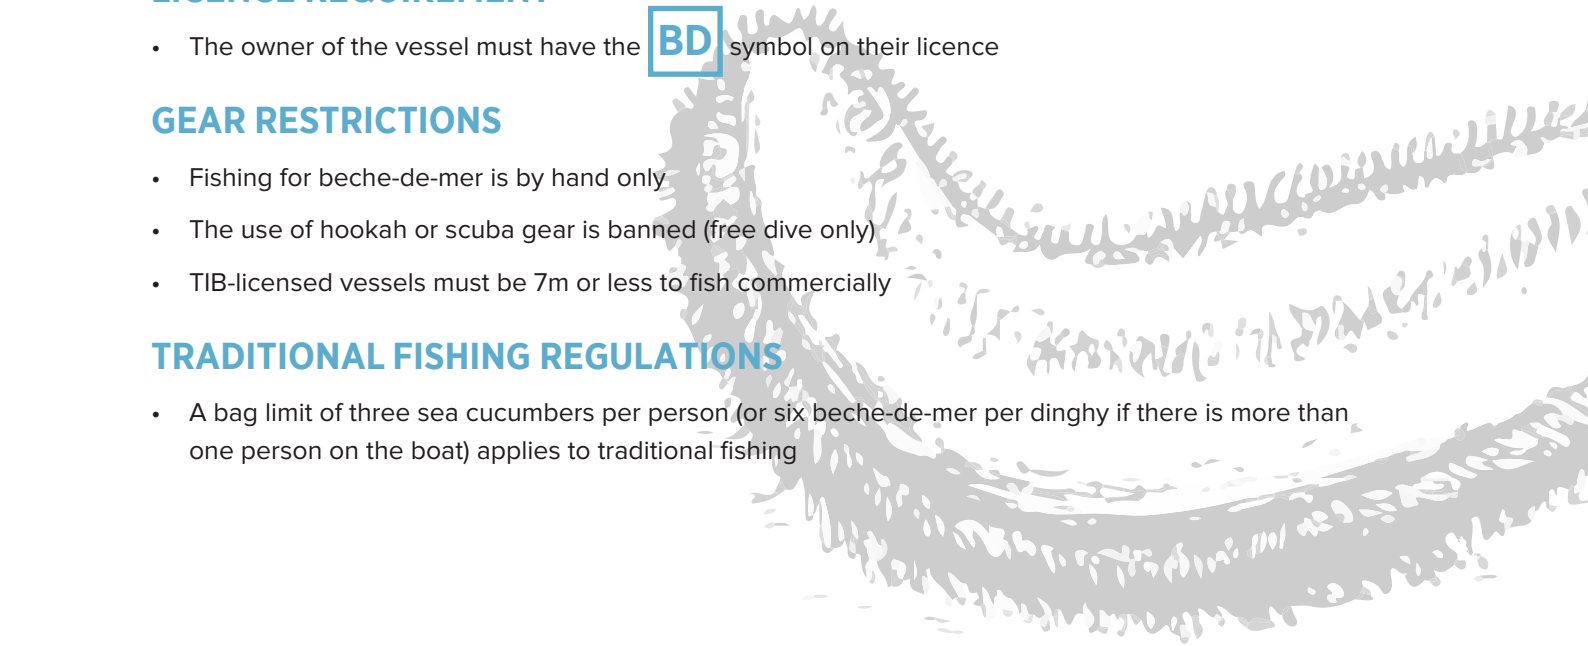 LICENCE REQUIREMENT
• The owner of the vessel must have the BD symbol on their licence
GEAR RESTRICTIONS
• Fishing for beche-de-mer is by hand only
• The use of hookah or scuba gear is banned (free dive only)
• TIB-licensed vessels must be 7m or less to fish commercially
TRADITIONAL FISHING REGULATIONS
• A bag limit of three sea cucumbers per person (or six beche-de-mer per dinghy if there is more than
one person on the boat) applies to traditional fishing